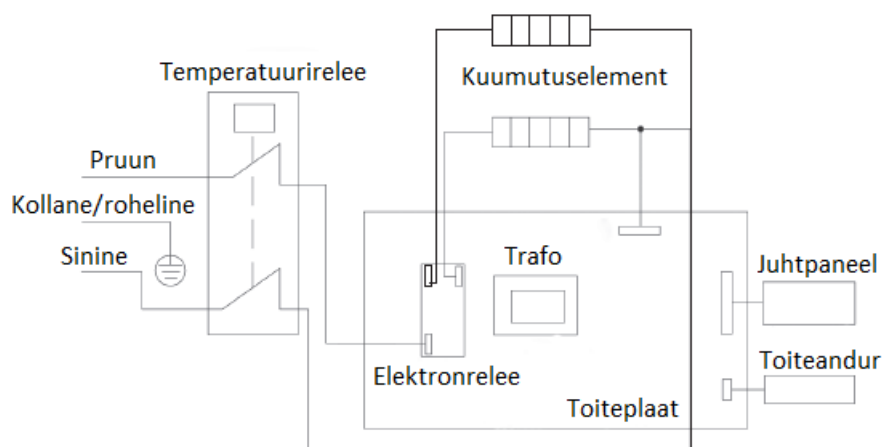 Temperatuurirelee
Kuumutuselement
Pruun
Kollane/roheline
Sinine
Trafo
Juhtpaneel
Elektronrelee
Toiteandur
Toiteplaat